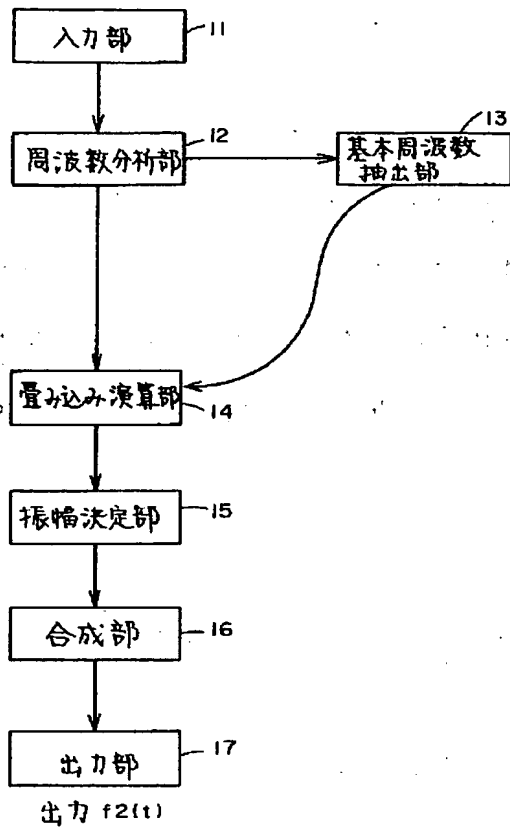 入力部
11
周波数分析部
12
基本周波数
抽出部
13
畳み込み演算部
14
振幅決定部
15
合成部
16
出力部
17
出力 f2(t)